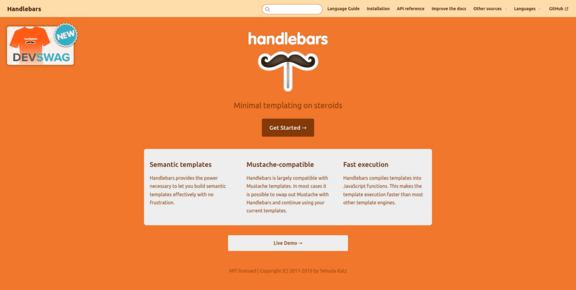 Handlebars
Language Guide
Installation
API reference
Improve the docs
Other sources
Languages
GitHub
NEW
DEVSWAG
handlebars
Minimal templating on steroids
Get Started →
Semantic templates
Handlebars provides the power
necessary to let you build semantic
templates effectively with no
frustration.
Mustache-compatible
Handlebars is largely compatible with
Mustache templates. In most cases it
is possible to swap out Mustache with
Handlebars and continue using your
current templates.
Fast execution
Handlebars compiles templates into
JavaScript functions. This makes the
template execution faster than most
other template engines.
Live Demo →
MIT licensed | Copyright (C) 2011-2019 by Yehuda Katz